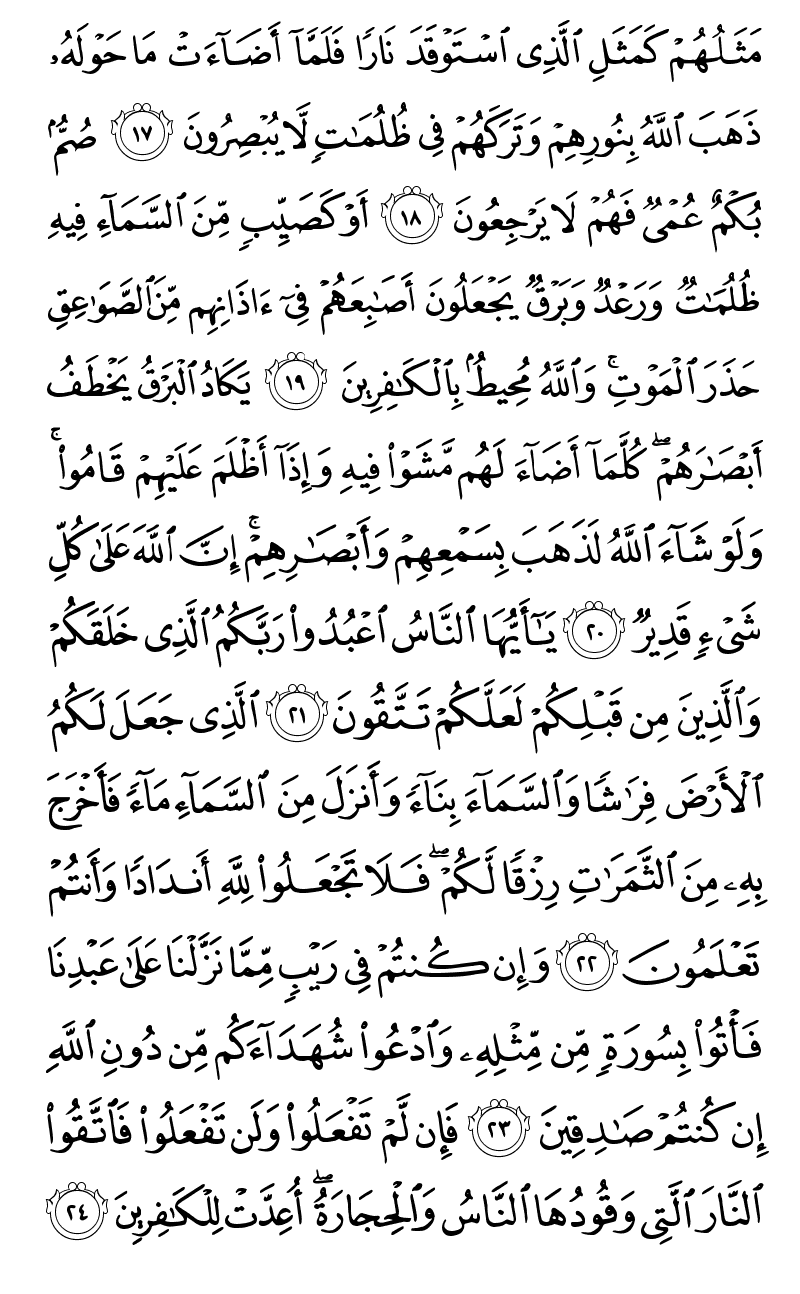 مَثَلُهُمْ كَمَثَلِ ٱلَّذِى ٱسْتَوْقَدَ نَارًا فَلَمَّآ أَضَآءَتْ مَا حَوْلَهُۥ
ذَهَبَ ٱللَّهُ بِنُورِهِمْ وَتَرَكَهُمْ فِى ظُلُمَـٰتٍ لَّا يُبْصِرُونَ ١٧ صُمٌّۢ
بُكْمٌ عُمْىٌ فَهُمْ لَا يَرْجِعُونَ ١٨ أَوْ كَصَيِّبٍ مِّنَ ٱلسَّمَآءِ فِيهِ
ظُلُمَـٰتٌ وَرَعْدٌ وَبَرْقٌ يَجْعَلُونَ أَصَـٰبِعَهُمْ فِىٓ ءَاذَانِهِم مِّنَ ٱلصَّوَٰعِقِ
حَذَرَ ٱلْمَوْتِ ۚ وَٱللَّهُ مُحِيطٌۢ بِٱلْكَـٰفِرِينَ ١٩ يَكَادُ ٱلْبَرْقُ يَخْطَفُ
أَبْصَـٰرَهُمْ ۖ كُلَّمَآ أَضَآءَ لَهُم مَّشَوْا۟ فِيهِ وَإِذَآ أَظْلَمَ عَلَيْهِمْ قَامُوا۟ ۚ
وَلَوْ شَآءَ ٱللَّهُ لَذَهَبَ بِسَمْعِهِمْ وَأَبْصَـٰرِهِمْ ۚ إِنَّ ٱللَّهَ عَلَىٰ كُلِّ
شَىْءٍ قَدِيرٌ ٢٠ يَـٰٓأَيُّهَا ٱلنَّاسُ ٱعْبُدُوا۟ رَبَّكُمُ ٱلَّذِى خَلَقَكُمْ
وَٱلَّذِينَ مِن قَبْلِكُمْ لَعَلَّكُمْ تَتَّقُونَ ٢١ ٱلَّذِى جَعَلَ لَكُمُ
ٱلْأَرْضَ فِرَٰشًا وَٱلسَّمَآءَ بِنَآءً وَأَنزَلَ مِنَ ٱلسَّمَآءِ مَآءً فَأَخْرَجَ
بِهِۦ مِنَ ٱلثَّمَرَٰتِ رِزْقًا لَّكُمْ ۖ فَلَا تَجْعَلُوا۟ لِلَّهِ أَندَادًا وَأَنتُمْ
تَعْلَمُونَ ٢٢ وَإِن كُنتُمْ فِى رَيْبٍ مِّمَّا نَزَّلْنَا عَلَىٰ عَبْدِنَا
فَأْتُوا۟ بِسُورَةٍ مِّن مِّثْلِهِۦ وَٱدْعُوا۟ شُهَدَآءَكُم مِّن دُونِ ٱللَّهِ
إِن كُنتُمْ صَـٰدِقِينَ ٢٣ فَإِن لَّمْ تَفْعَلُوا۟ وَلَن تَفْعَلُوا۟ فَٱتَّقُوا۟
ٱلنَّارَ ٱلَّتِى وَقُودُهَا ٱلنَّاسُ وَٱلْحِجَارَةُ ۖ أُعِدَّتْ لِلْكَـٰفِرِينَ ٢٤